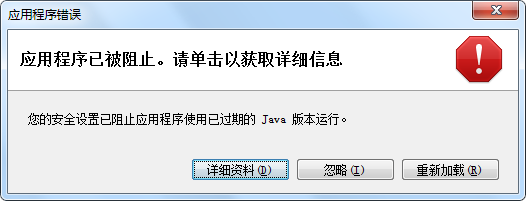 应用程序错误
应用程序已被阻止。请单击以获取详细信息
您的安全设置已阻止应用程序使用已过期的 Java 版本运行。
详细资料(D) 忽略(I) 重新加载(R)